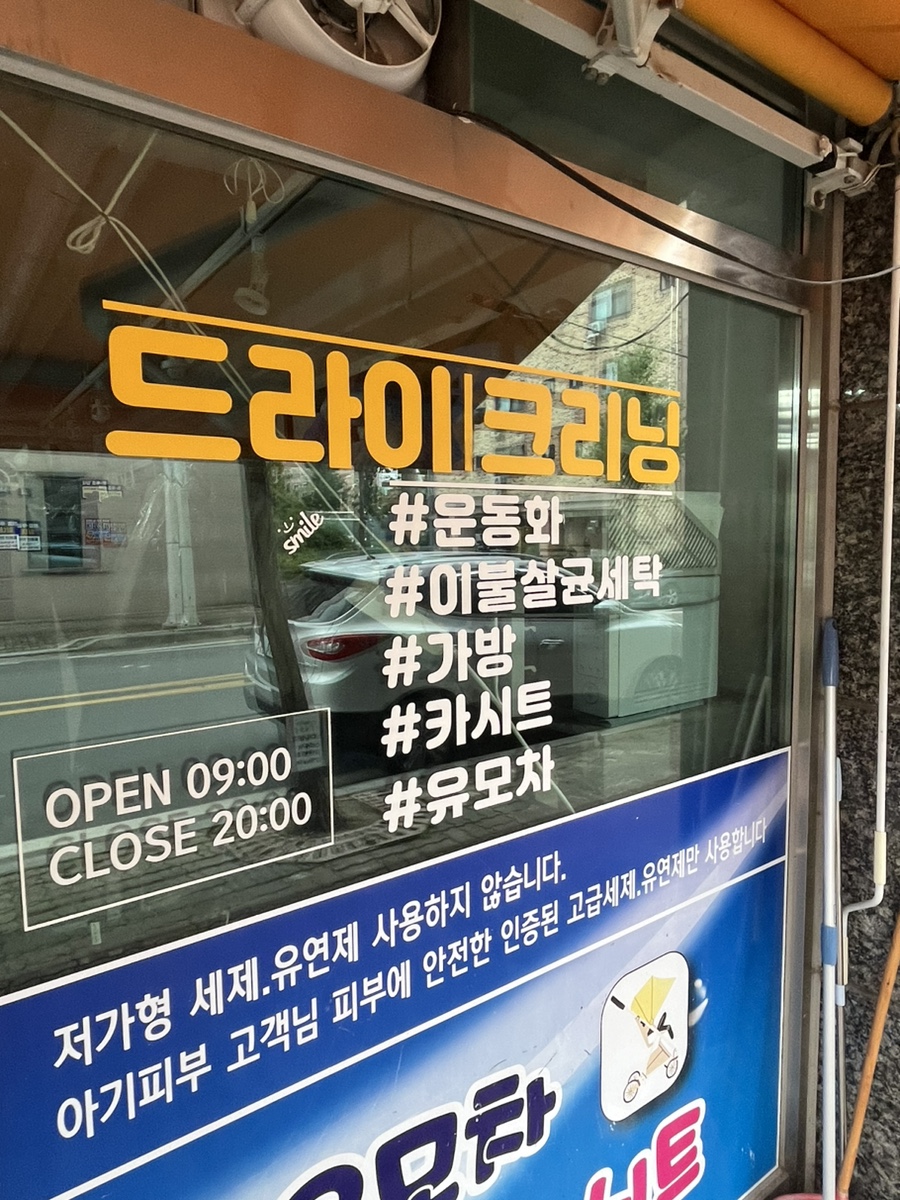 드라이크리닝
smile
#운동화
#이불살균세탁
#가방
#카시트
#유모차
OPEN 09:00
CLOSE 20:00
저가형 세제.유연제 사용하지 않습니다.
아기피부 고객님 피부에 안전한 인증된 고급세제.유연제만 사용합니다
유모차